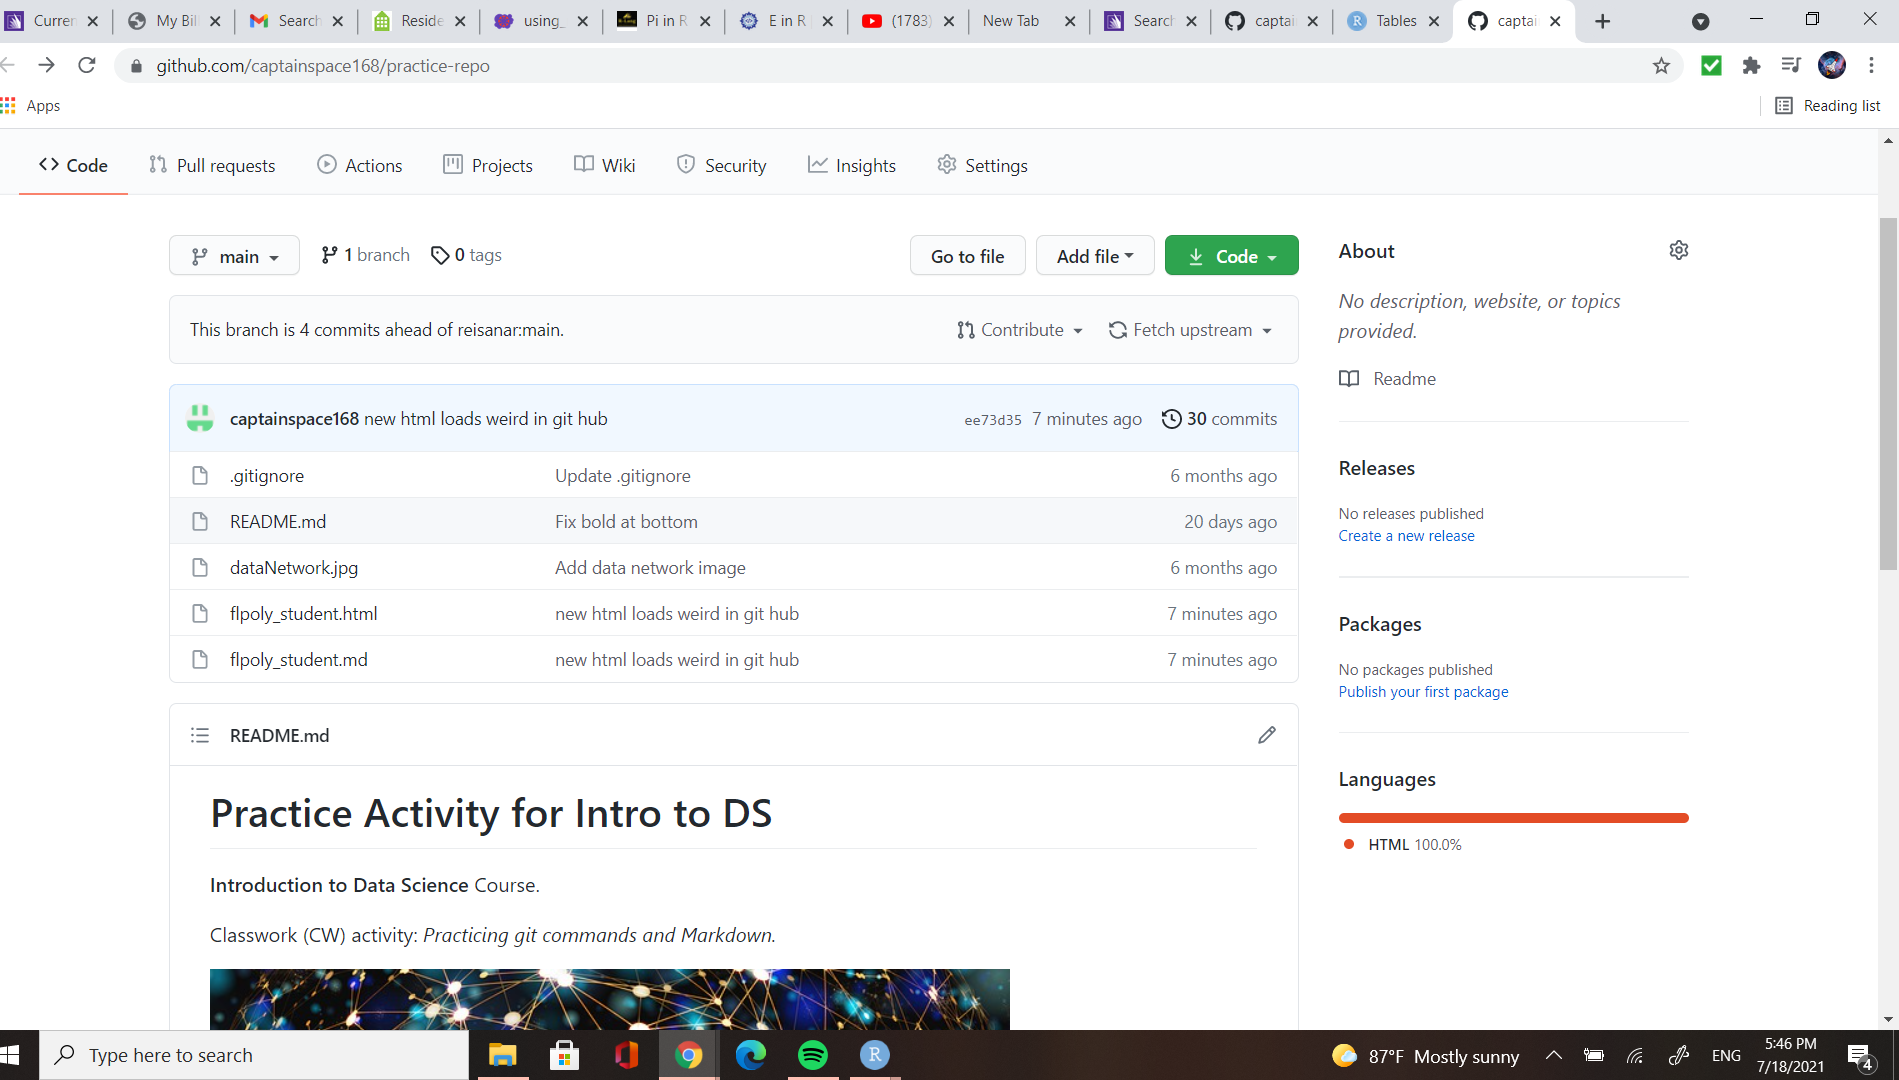 Curren
My Bil
Search
Reside
using_
Pi in R
E in R
(1783)
New Tab
Search
captai
Tables
captai
github.com/captainspace168/practice-repo
Apps
Reading list
Code
Pull requests
Actions
Projects
Wiki
Security
Insights
Settings
main
1 branch
0 tags
Go to file
Add file
Code
This branch is 4 commits ahead of reisanar:main.
Contribute
Fetch upstream
captainspace168 new html loads weird in git hub
ee73d35 7 minutes ago
30 commits
.gitignore Update .gitignore 6 months ago
README.md Fix bold at bottom 20 days ago
dataNetwork.jpg Add data network image 6 months ago
flpoly_student.html new html loads weird in git hub 7 minutes ago
flpoly_student.md new html loads weird in git hub 7 minutes ago
README.md
Practice Activity for Intro to DS
Introduction to Data Science Course.
Classwork (CW) activity: Practicing git commands and Markdown.
About
No description, website, or topics
provided.
Readme
Releases
No releases published
Create a new release
Packages
No packages published
Publish your first package
Languages
HTML 100.0%
Type here to search
R
87°F Mostly sunny
ENG
5:46 PM
7/18/2021
4